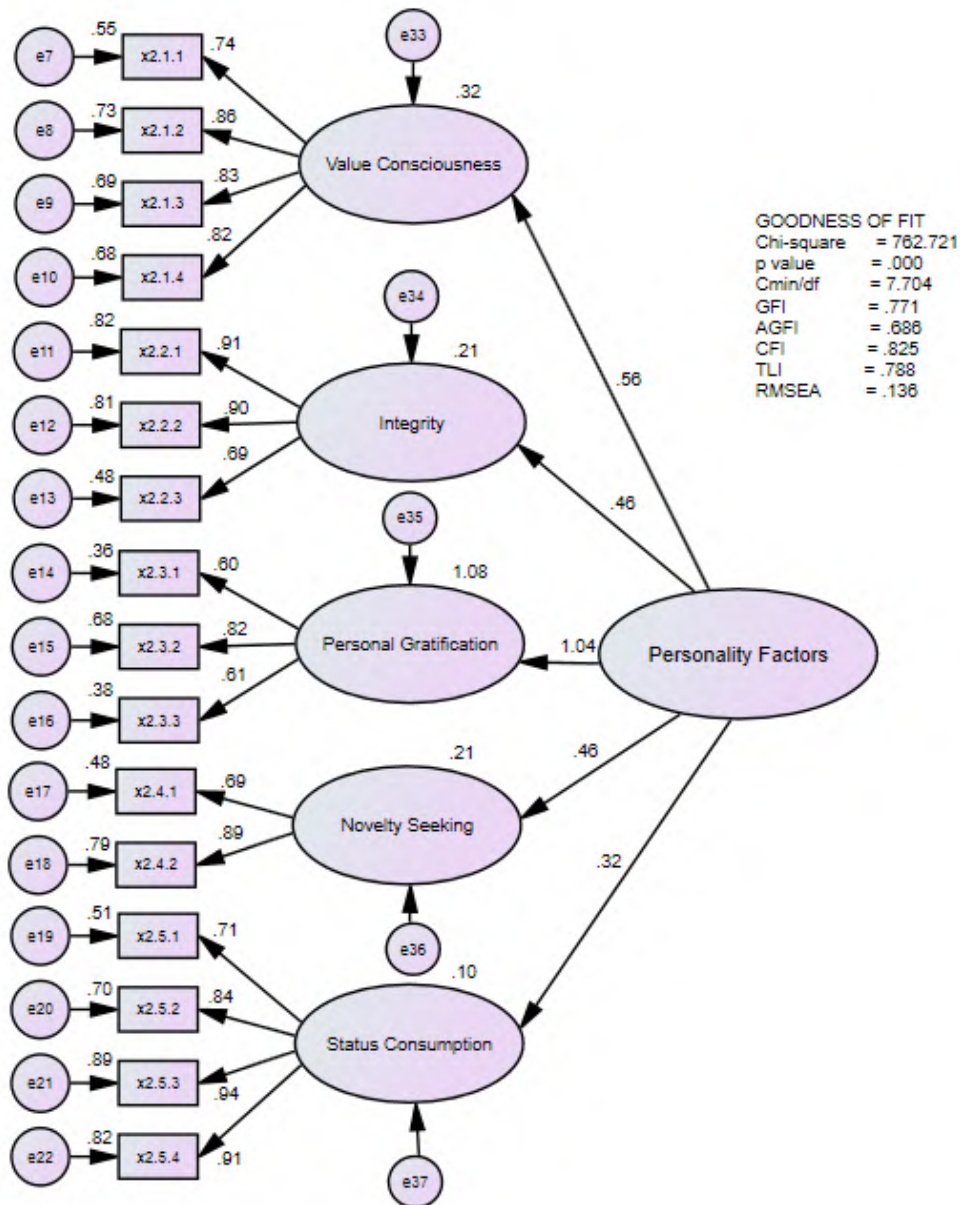 e33
.55
.74
e7
x2.1.1
.32
.73
.86
e8
x2.1.2
Value Consciousness
.69
.83
e9
x2.1.3
.82
.68
e10
x2.1.4
GOODNESS OF FIT
Chi-square = 762.721
p value = .000
Cmin/df = 7.704
GFI = .771
AGFI = .686
CFI = .825
TLI = .788
RMSEA = .136
e34
.82
.91
e11
x2.2.1
.21
.56
.81
.90
e12
x2.2.2
Integrity
.69
.48
e13
x2.2.3
.46
e35
.36
.60
e14
x2.3.1
1.08
.68
.82
e15
x2.3.2
Personal Gratification
1.04
Personality Factors
.61
.38
e16
x2.3.3
.48
.69
.21
.46
e17
x2.4.1
Novelty Seeking
.89
.79
e18
x2.4.2
.32
.51
.71
e19
x2.5.1
e36
.10
.70
.84
e20
x2.5.2
Status Consumption
.89
e21
x2.5.3
.94
.82
e22
x2.5.4
.91
e37